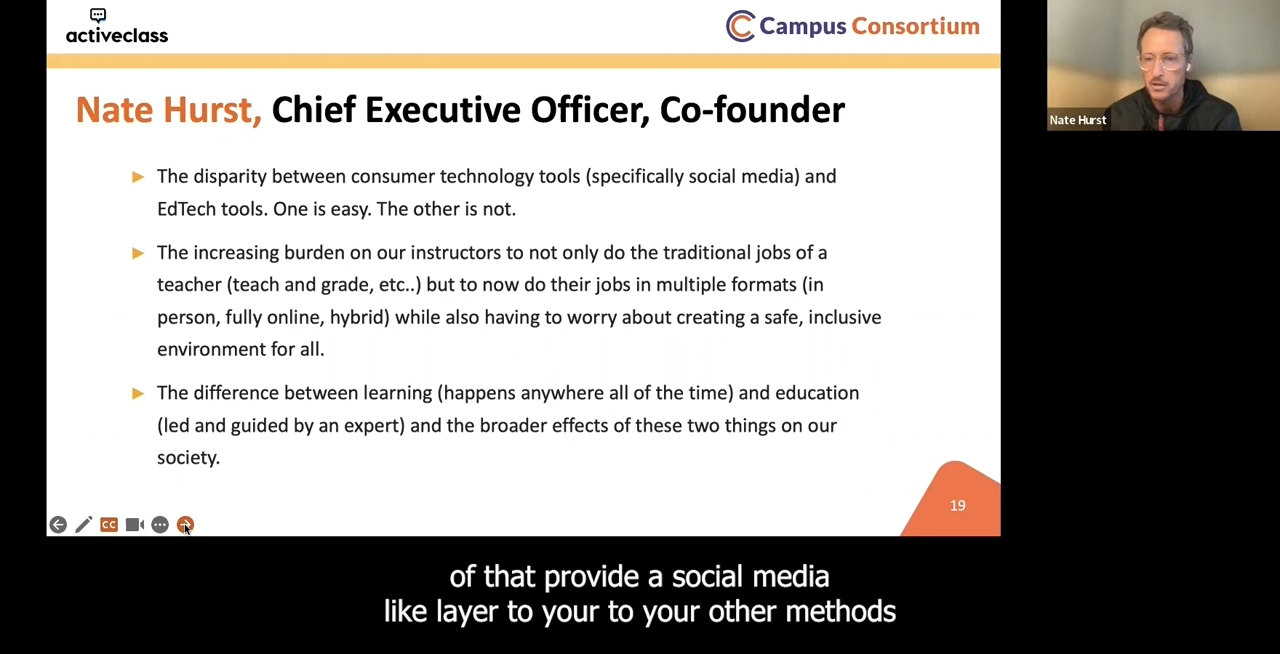 activeclass
Campus Consortium
Nate Hurst, Chief Executive Officer, Co-founder
The disparity between consumer technology tools (specifically social media) and
EdTech tools. One is easy. The other is not.
The increasing burden on our instructors to not only do the traditional jobs of a
teacher (teach and grade, etc..) but to now do their jobs in multiple formats (in
person, fully online, hybrid) while also having to worry about creating a safe, inclusive
environment for all.
The difference between learning (happens anywhere all of the time) and education
(led and guided by an expert) and the broader effects of these two things on our
society.
19
CC
Nate Hurst
of that provide a social media
like layer to your to your other methods